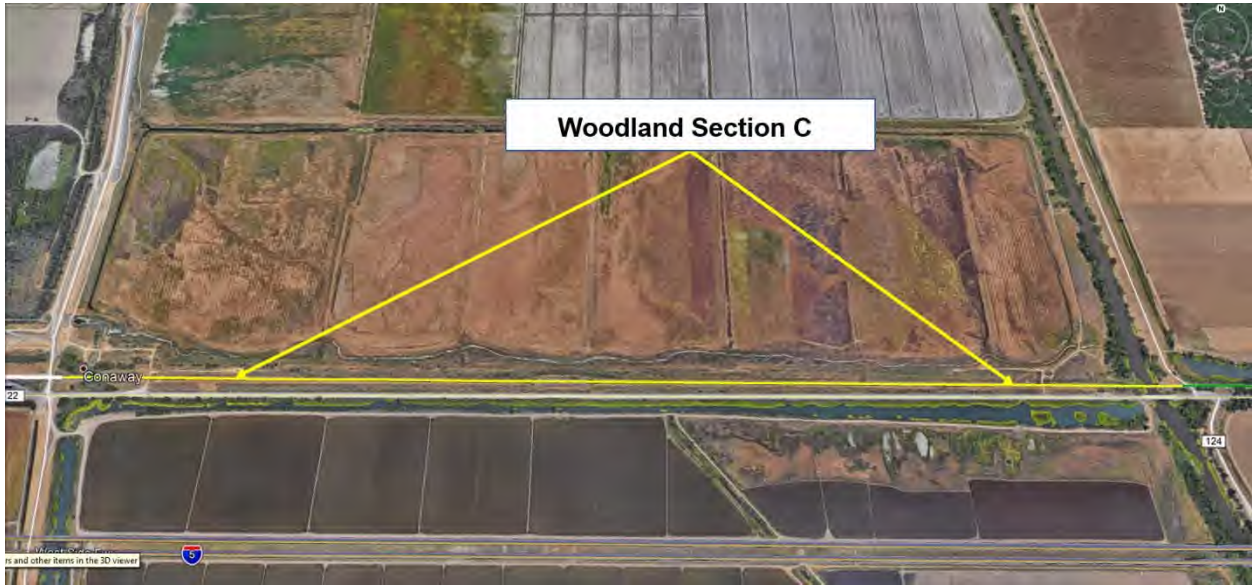 N
Woodland Section C
Conaway
22
124
5
rs and other items in the 3D viewer